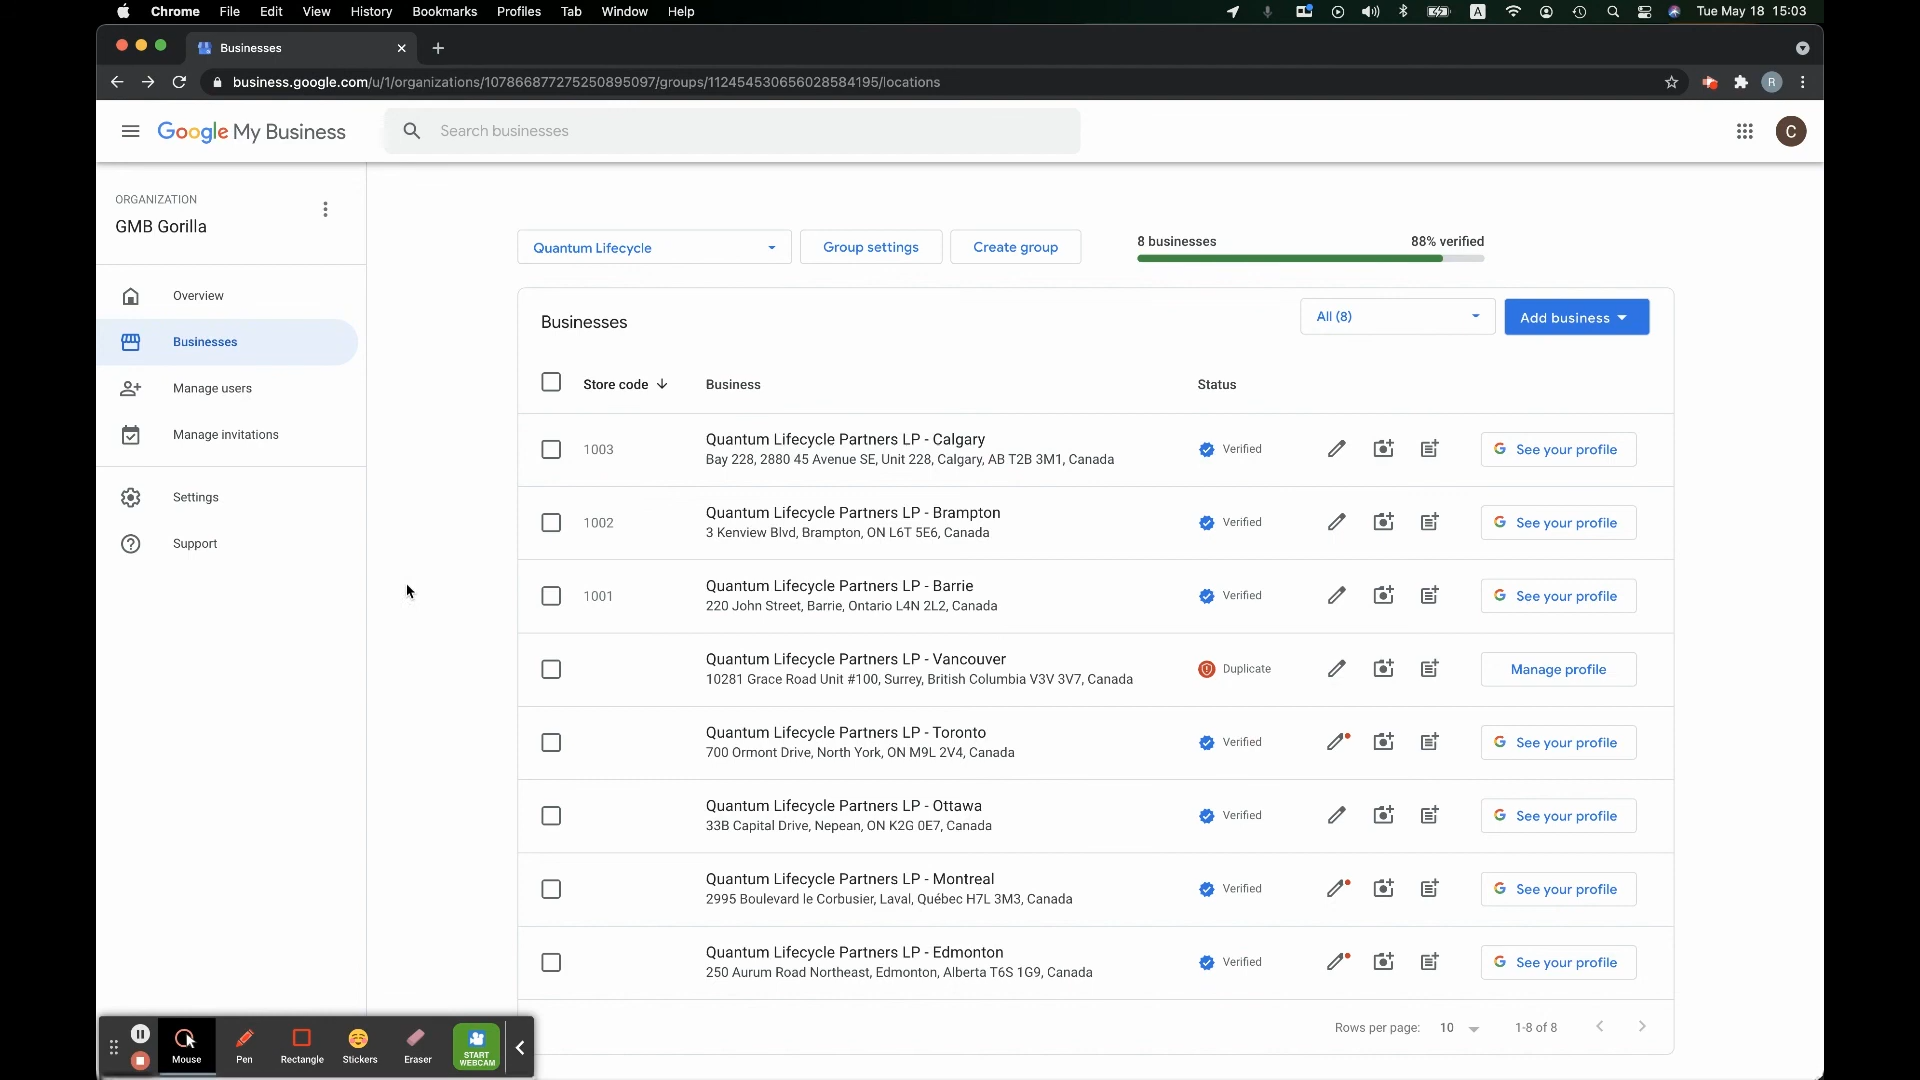 Chrome File Edit View History Bookmarks Profiles Tab Window Help
A
Tue May 18 15:03
Businesses
business.google.com/u/1/organizations/107866877275250895097/groups/112454530656028584195/locations
R
Google My Business
Search businesses
C
ORGANIZATION
GMB Gorilla
Overview
Businesses
Manage users
Manage invitations
Settings
Support
Quantum Lifecycle
Group settings
Create group
8 businesses
88% verified
Businesses
All (8)
Add business
Store code
Business
Status
1003
Quantum Lifecycle Partners LP - Calgary
Bay 228, 2880 45 Avenue SE, Unit 228, Calgary, AB T2B 3M1, Canada
Verified
G See your profile
1002
Quantum Lifecycle Partners LP - Brampton
3 Kenview Blvd, Brampton, ON L6T 5E6, Canada
Verified
G See your profile
1001
Quantum Lifecycle Partners LP - Barrie
220 John Street, Barrie, Ontario L4N 2L2, Canada
Verified
G See your profile
Quantum Lifecycle Partners LP - Vancouver
10281 Grace Road Unit #100, Surrey, British Columbia V3V 3V7, Canada
Duplicate
Manage profile
Quantum Lifecycle Partners LP - Toronto
700 Ormont Drive, North York, ON M9L 2V4, Canada
Verified
G See your profile
Quantum Lifecycle Partners LP - Ottawa
33B Capital Drive, Nepean, ON K2G 0E7, Canada
Verified
G See your profile
Quantum Lifecycle Partners LP - Montreal
2995 Boulevard le Corbusier, Laval, Québec H7L 3M3, Canada
Verified
G See your profile
Quantum Lifecycle Partners LP - Edmonton
250 Aurum Road Northeast, Edmonton, Alberta T6S 1G9, Canada
Verified
G See your profile
Rows per page: 10
1-8 of 8
Mouse
Pen
Rectangle
Stickers
Eraser
START
WEBCAM